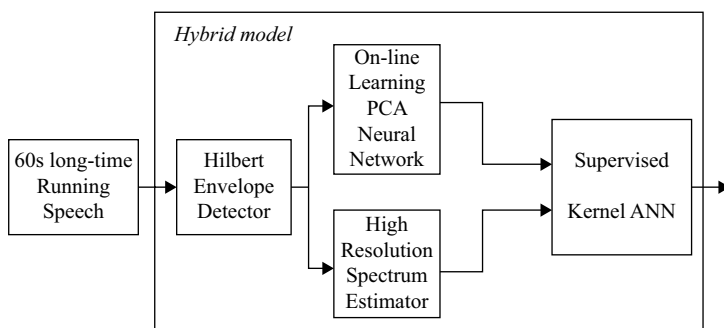 Hybrid model
60s long-time
Running
Speech
Hilbert
Envelope
Detector
On-line
Learning
PCA
Neural
Network
High
Resolution
Spectrum
Estimator
Supervised
Kernel ANN